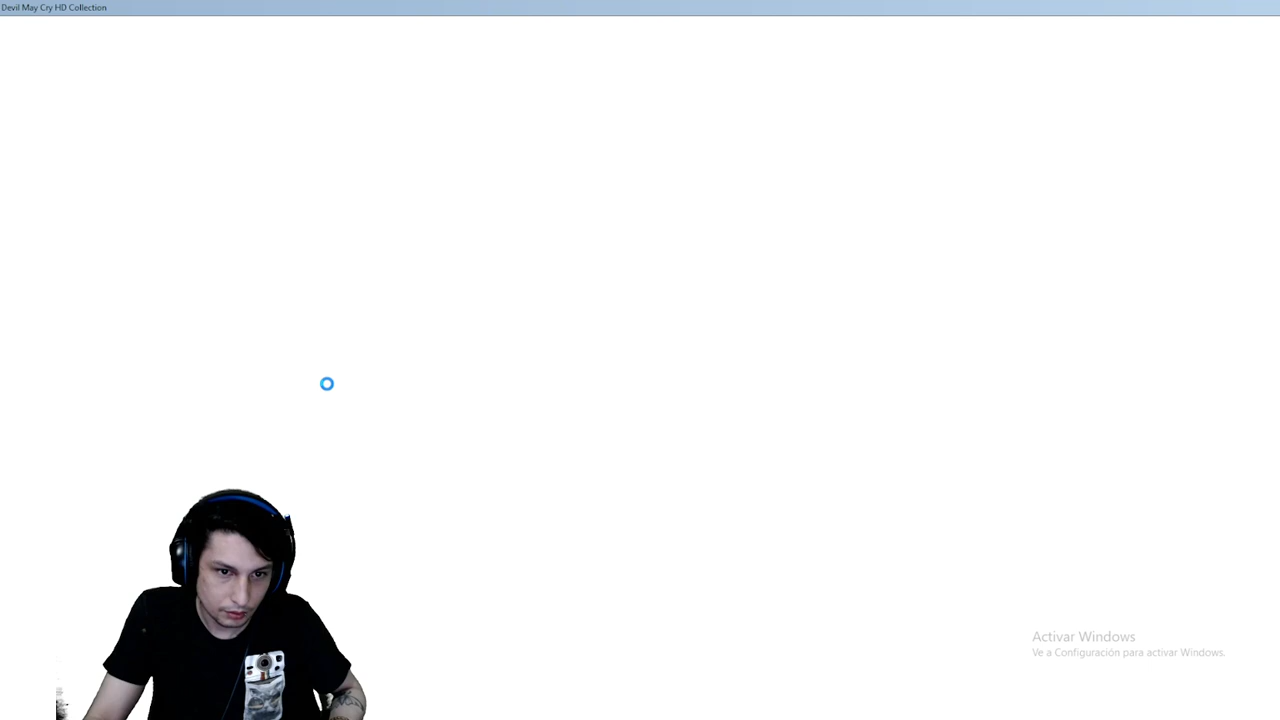 Devil May Cry HD Collection
Activar Windows
Ve a Configuración para activar Windows.